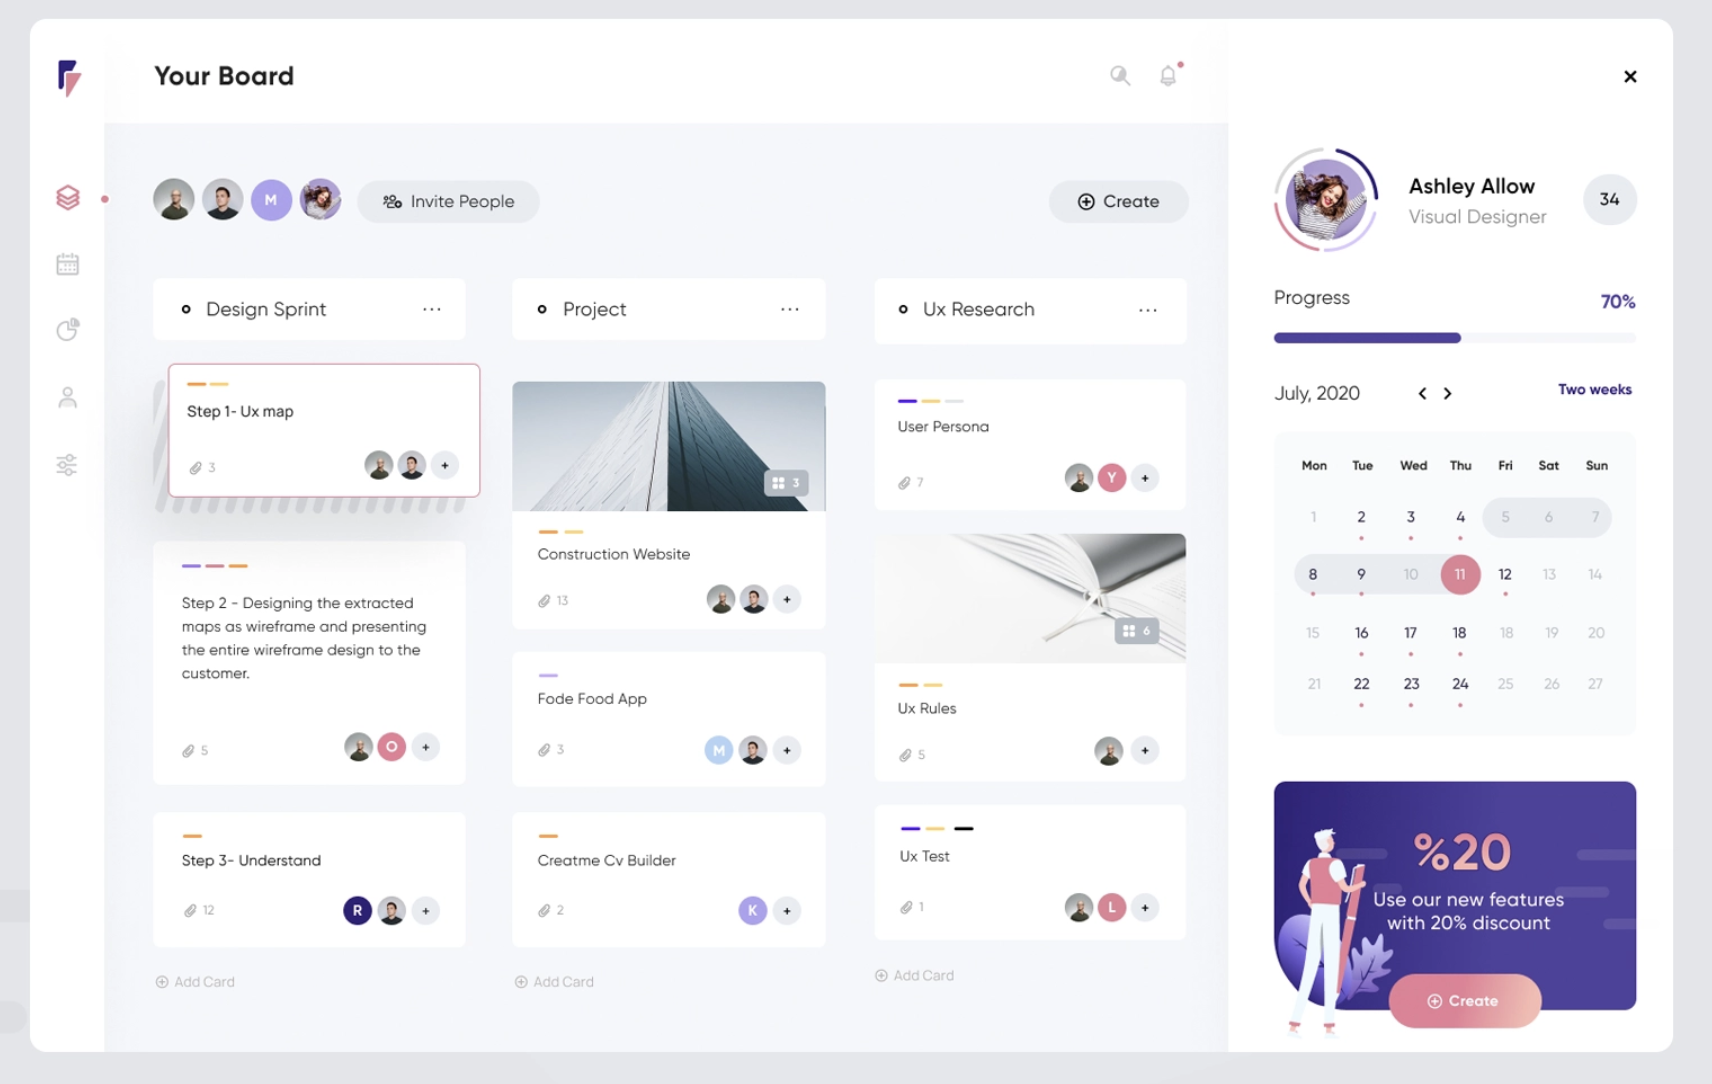 Your Board
M
Invite People
Create
Design Sprint
...
Project
...
Ux Research
...
Step 1- Ux map
3
+
Step 2 - Designing the extracted
maps as wireframe and presenting
the entire wireframe design to the
customer.
5
O
+
Step 3- Understand
12
R
+
Add Card
3
Construction Website
13
+
Fode Food App
3
M
+
Creatme Cv Builder
2
K
+
Add Card
User Persona
7
Y
+
6
Ux Rules
5
+
Ux Test
1
L
+
Add Card
Ashley Allow
Visual Designer
34
Progress
70%
July, 2020
Two weeks
Mon Tue Wed Thu Fri Sat Sun
1 2 3 4 5 6 7
8 9 10 11 12 13 14
15 16 17 18 18 19 20
21 22 23 24 25 26 27
%20
Use our new features
with 20% discount
Create